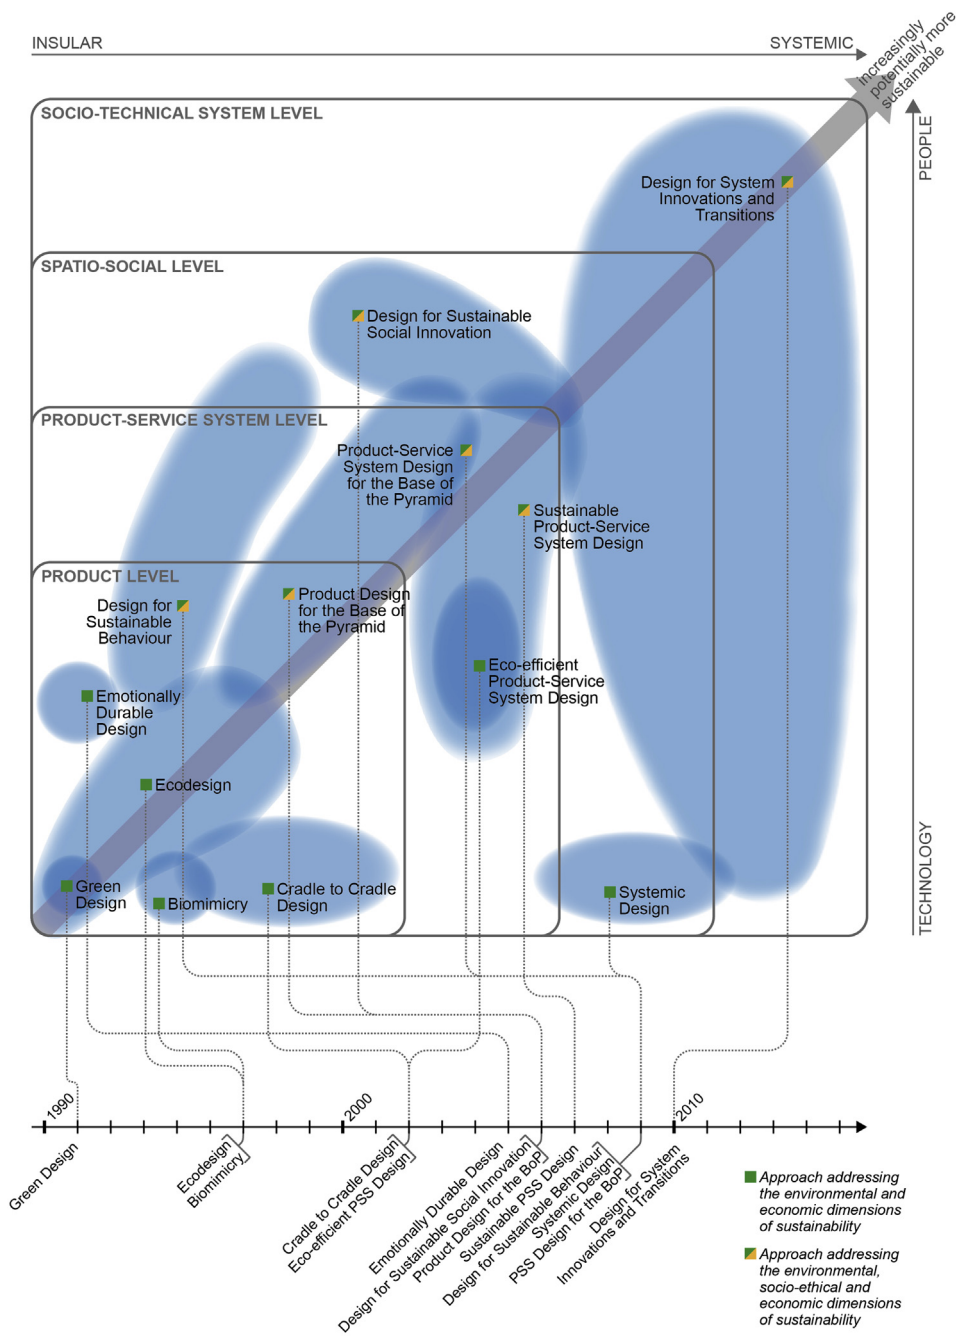 INSULAR
SYSTEMIC
increasingly
potentially more
sustainable
SOCIO-TECHNICAL SYSTEM LEVEL
PEOPLE
Design for System
Innovations and
Transitions
SPATIO-SOCIAL LEVEL
Design for Sustainable
Social Innovation
PRODUCT-SERVICE SYSTEM LEVEL
Product-Service
System Design
for the Base of
the Pyramid
Sustainable
Product-Service
System Design
PRODUCT LEVEL
Design for
Sustainable
Behaviour
Product Design
for the Base of
the Pyramid
Eco-efficient
Product-Service
System Design
Emotionally
Durable
Design
Ecodesign
TECHNOLOGY
Green
Design
Biomimicry
Cradle to Cradle
Design
Systemic
Design
1990
2000
2010
Green Design
Ecodesign
Biomimicry
Cradle to Cradle Design
Eco-efficient PSS Design
Emotionally Durable Design
Design for Sustainable Social Innovation
Product Design for the BoP
Sustainable PSS Design
Design for Sustainable Behaviour
Systemic Design
PSS Design for the BoP
Design for System
Innovations and Transitions
Approach addressing
the environmental and
economic dimensions
of sustainability
Approach addressing
the environmental,
socio-ethical and
economic dimensions
of sustainability